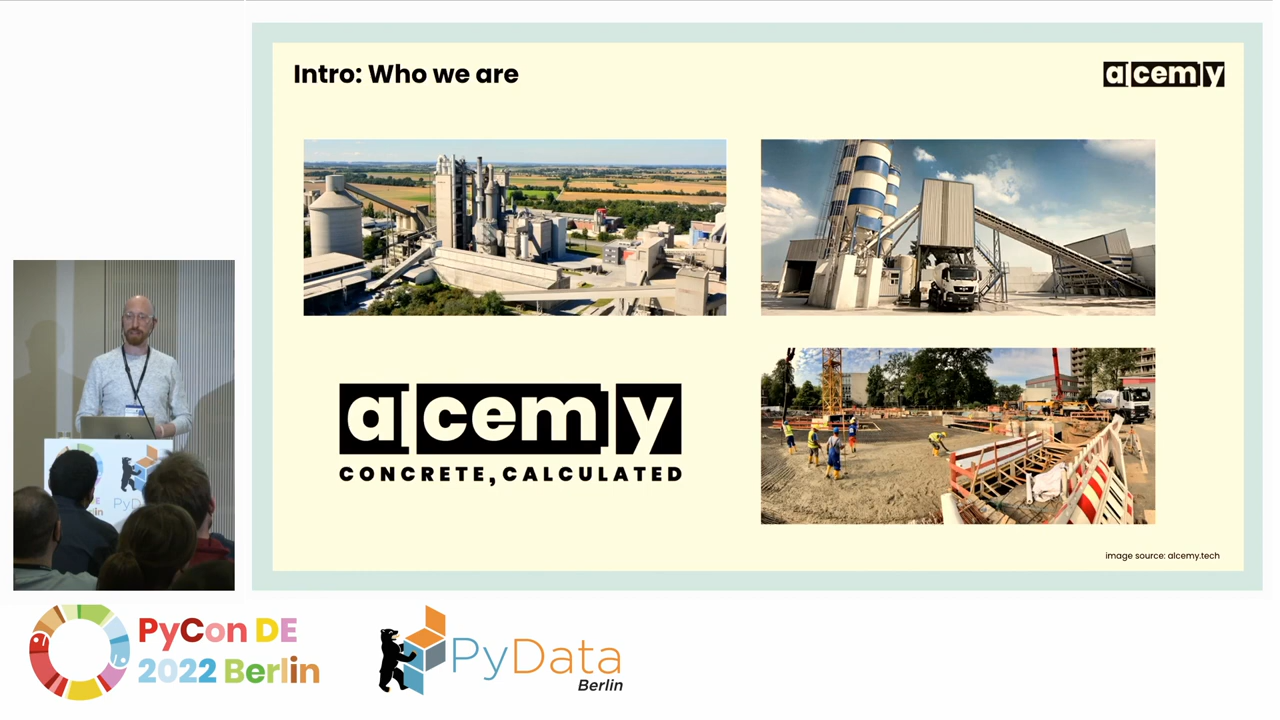 Intro: Who we are
alcemy
alcemy
CONCRETE, CALCULATED
image source: alcemy.tech
PyCon DE
2022 Berlin
PyData
Berlin